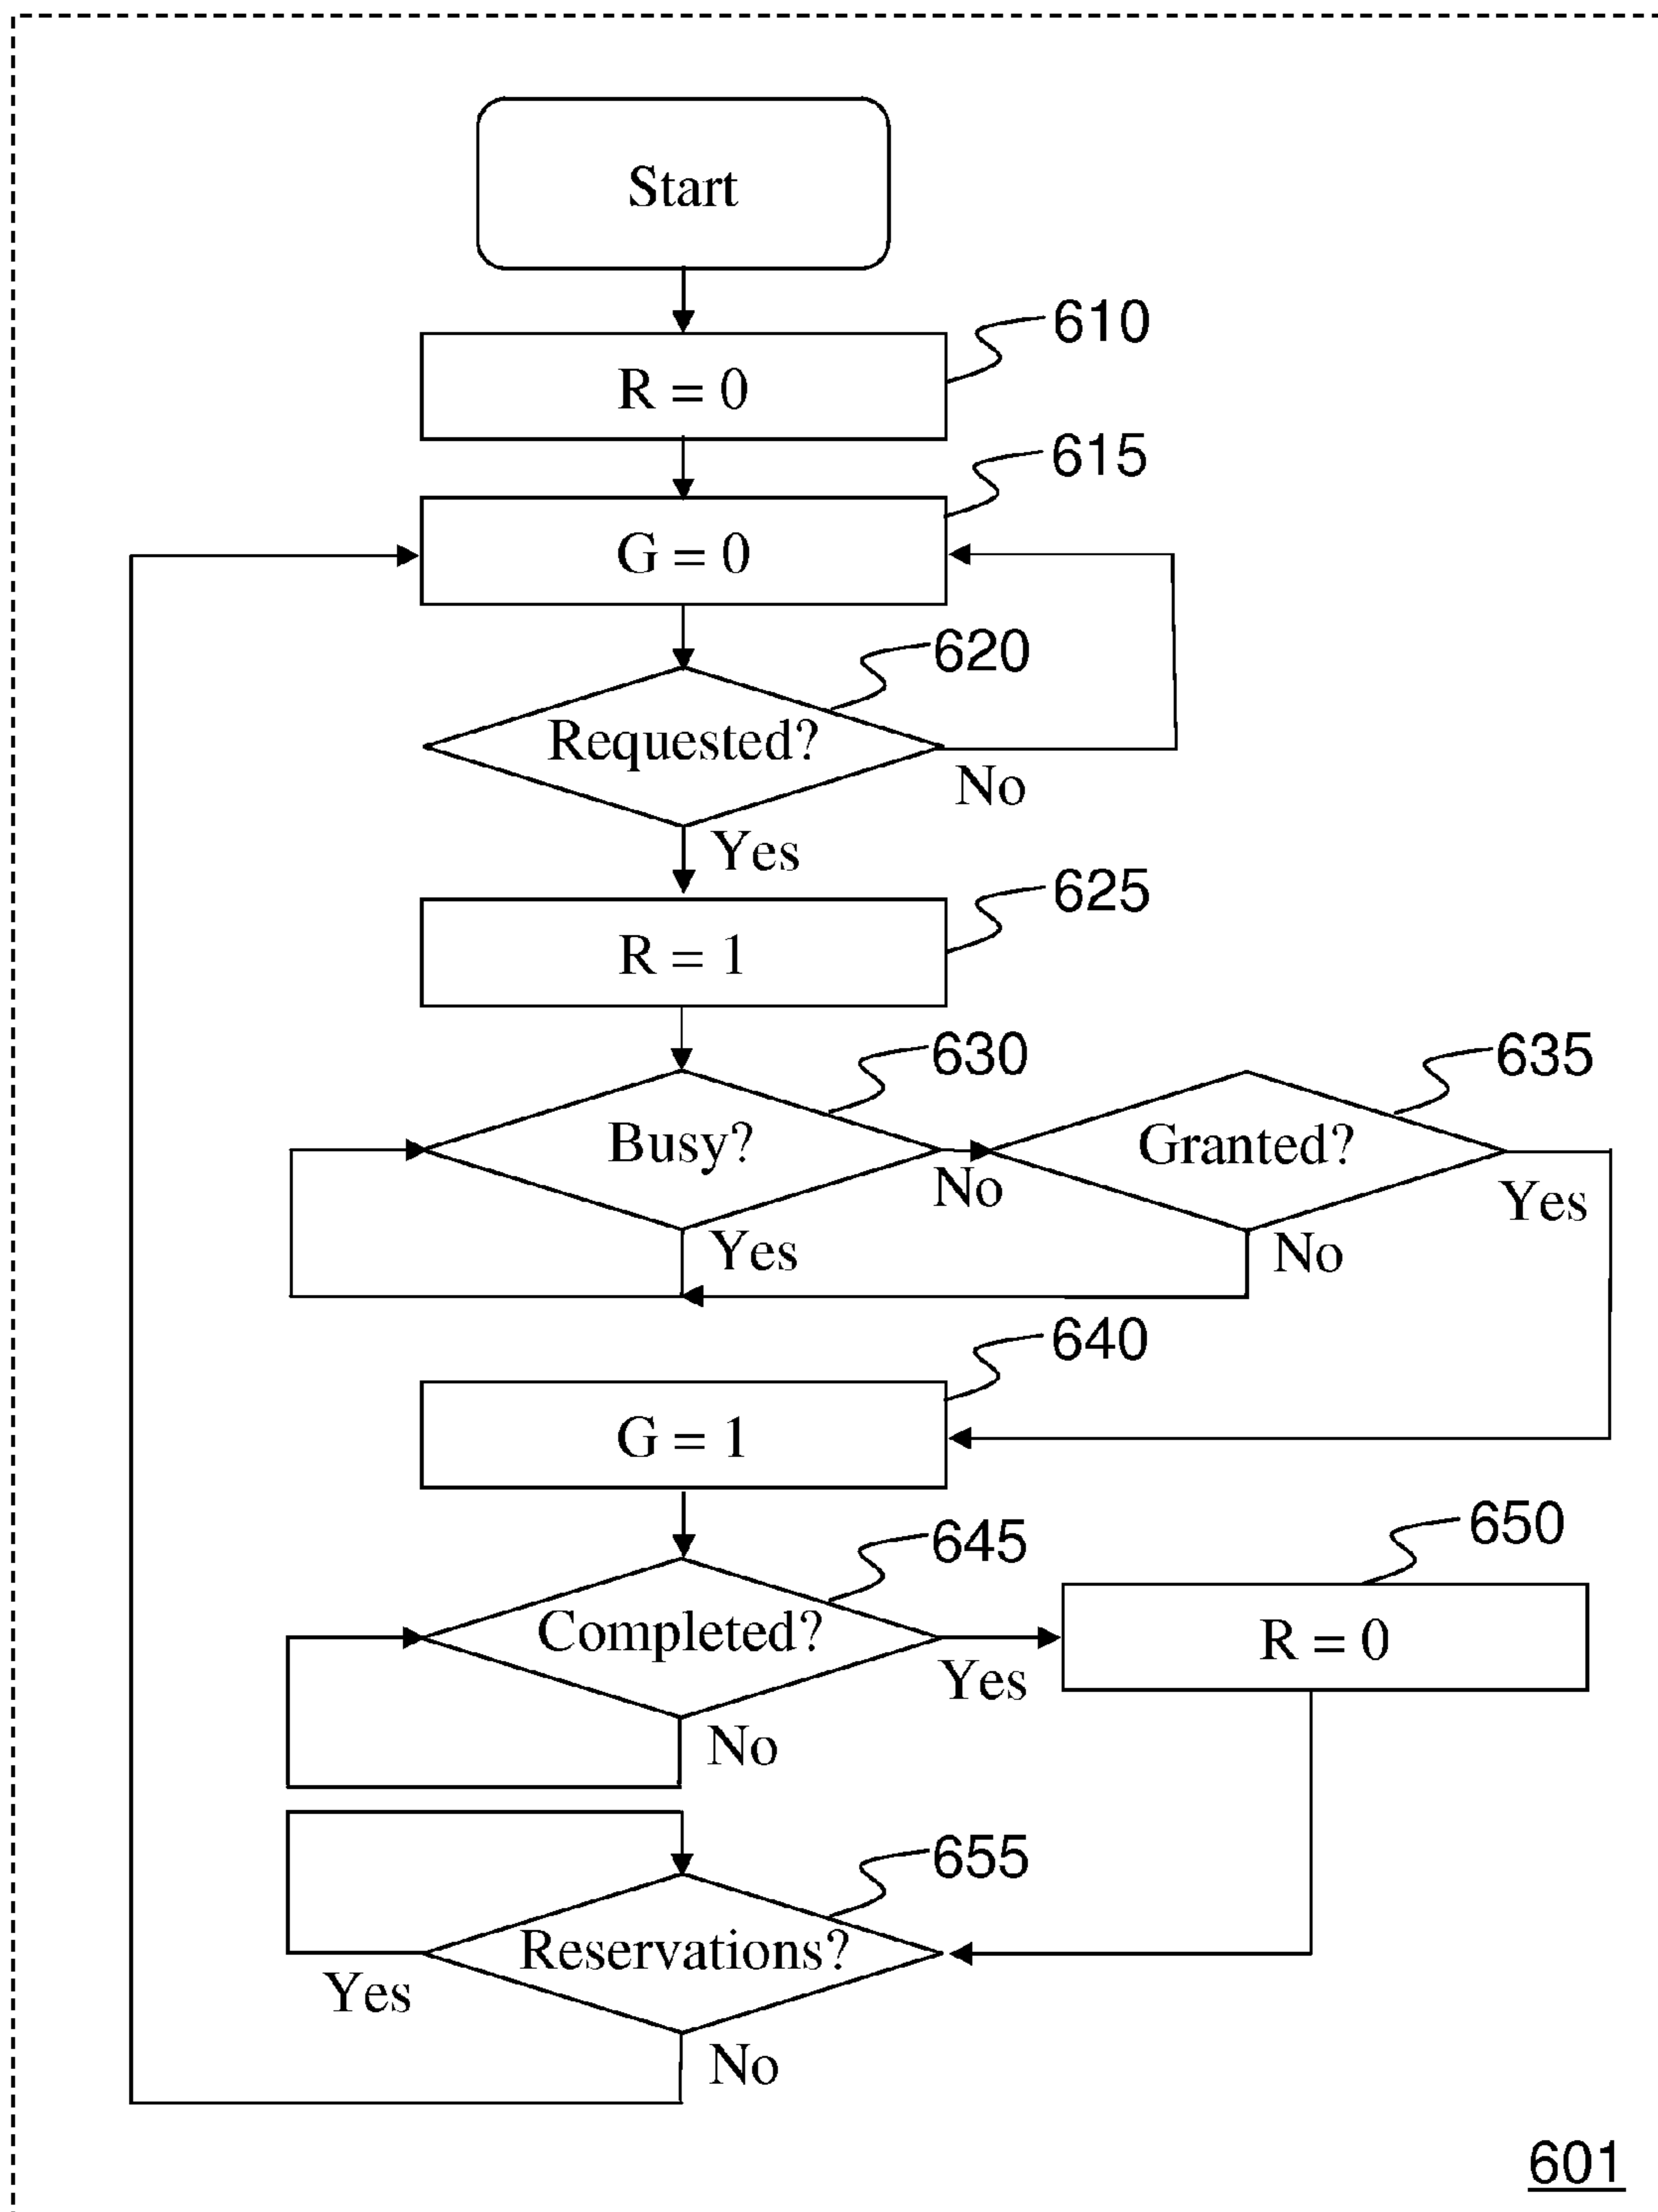 Start
610
R = 0
615
G = 0
620
Requested?
No
Yes
625
R = 1
630
635
Busy?
Granted?
No
Yes
Yes
No
640
G = 1
645
650
Completed?
R = 0
Yes
No
655
Reservations?
Yes
No
601